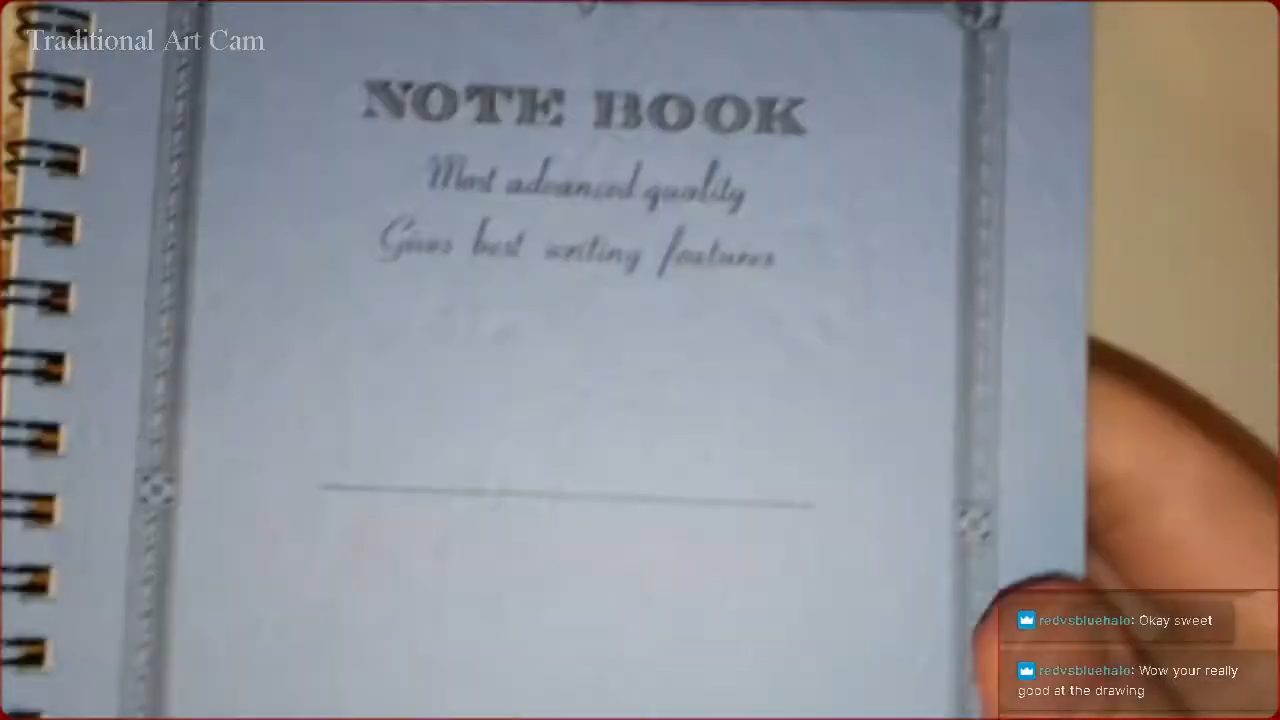 Traditional Art Cam
NOTE BOOK
Most advanced quality
Gives best writing features
redvsbluehalo: Okay sweet
redvsbluehalo: Wow your really
good at the drawing